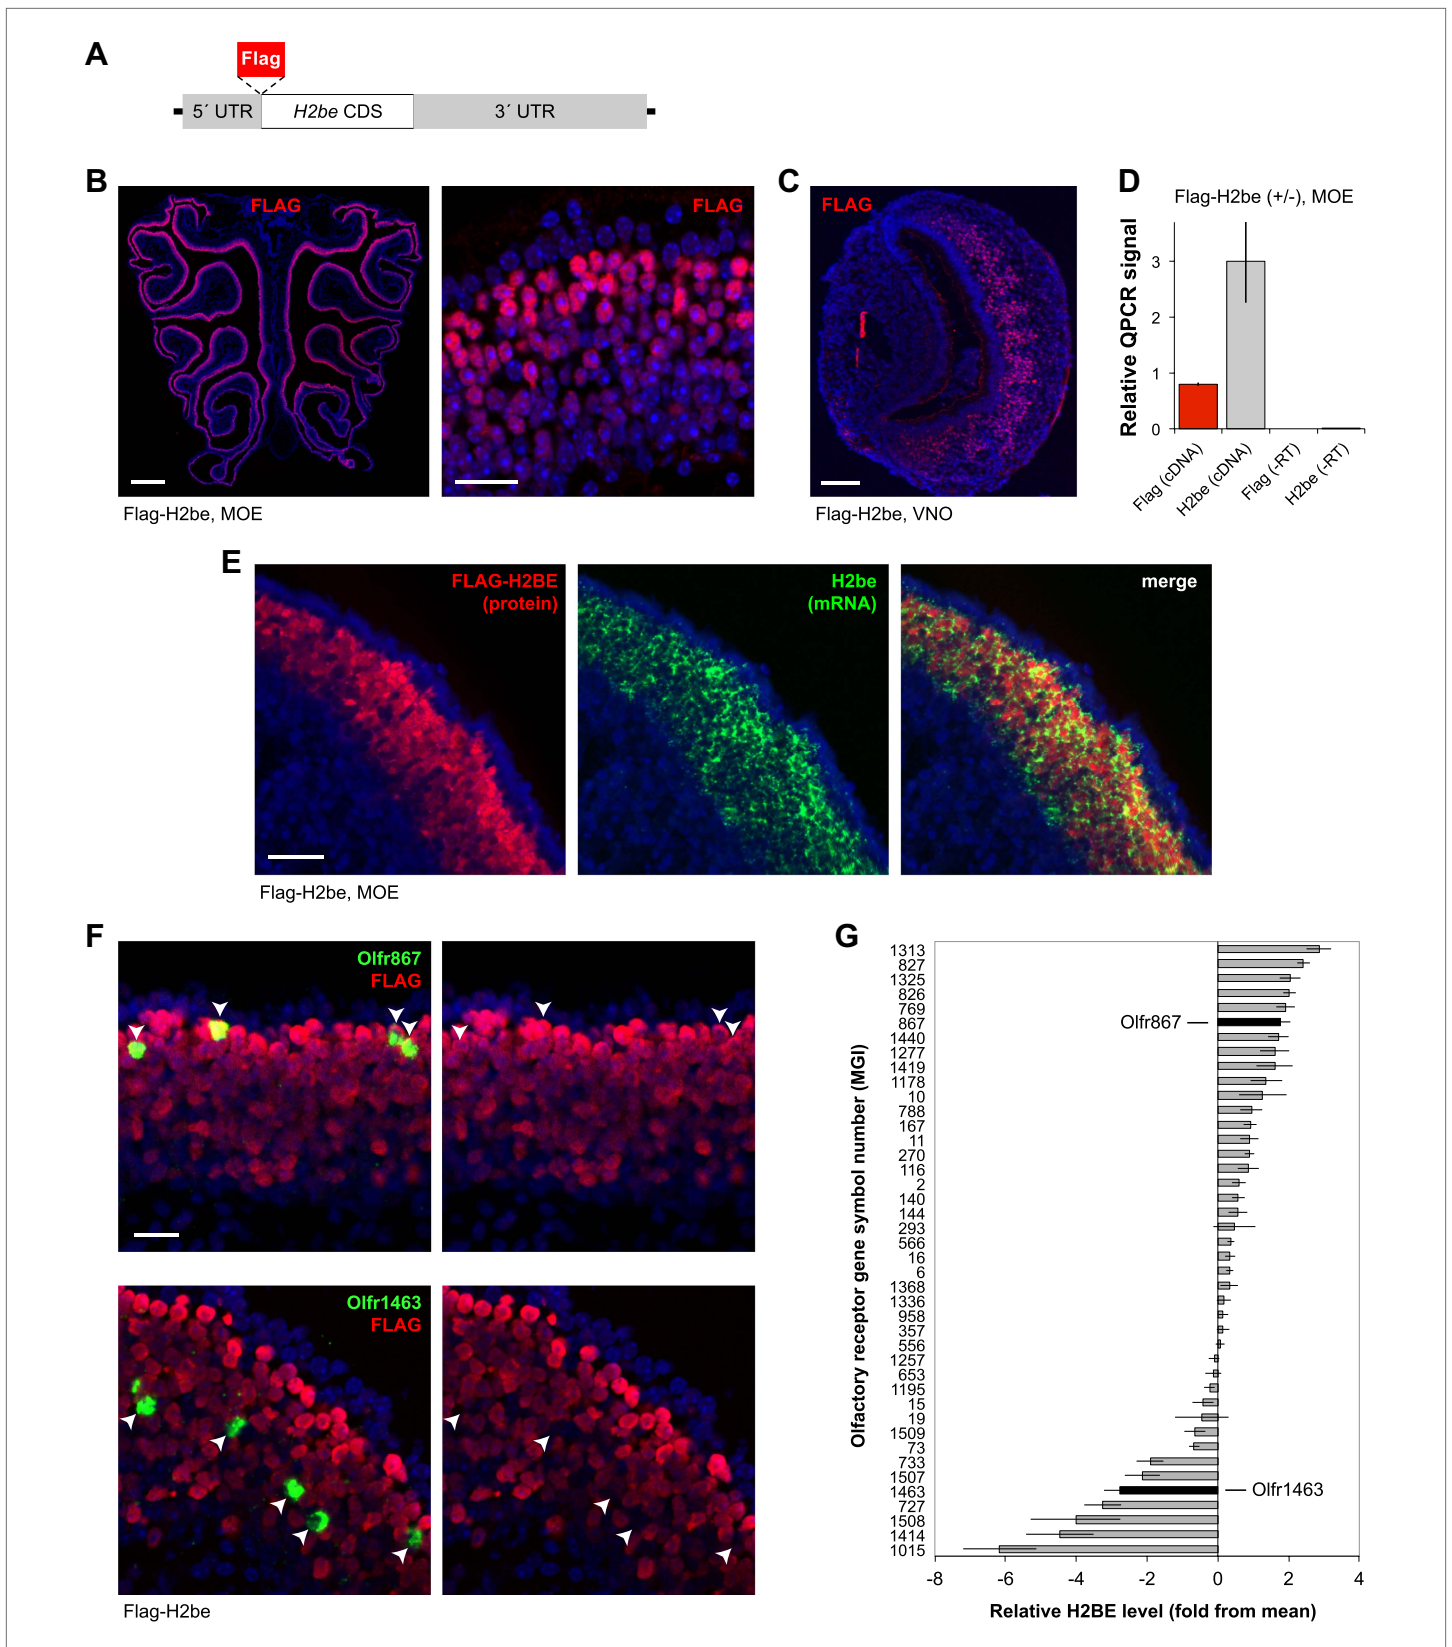 A
Flag
5´ UTR
H2be CDS
3´ UTR
B
FLAG
FLAG
Flag-H2be, MOE
C
FLAG
Flag-H2be, VNO
D
Flag-H2be (+/-), MOE
Relative QPCR signal
3
2
1
0
Flag (cDNA)
H2be (cDNA)
Flag (-RT)
H2be (-RT)
E
FLAG-H2BE
(protein)
H2be
(mRNA)
merge
Flag-H2be, MOE
F
Olfr867
FLAG
Olfr1463
FLAG
Flag-H2be
G
Olfactory receptor gene symbol number (MGI)
1313
827
1325
826
769
867
1440
1277
1419
1178
10
788
167
11
270
116
2
140
144
293
566
16
6
1368
1336
958
357
556
1257
653
1195
15
19
1509
73
733
1507
1463
727
1508
1414
1015
Olfr867
Olfr1463
-8
-6
-4
-2
0
2
4
Relative H2BE level (fold from mean)